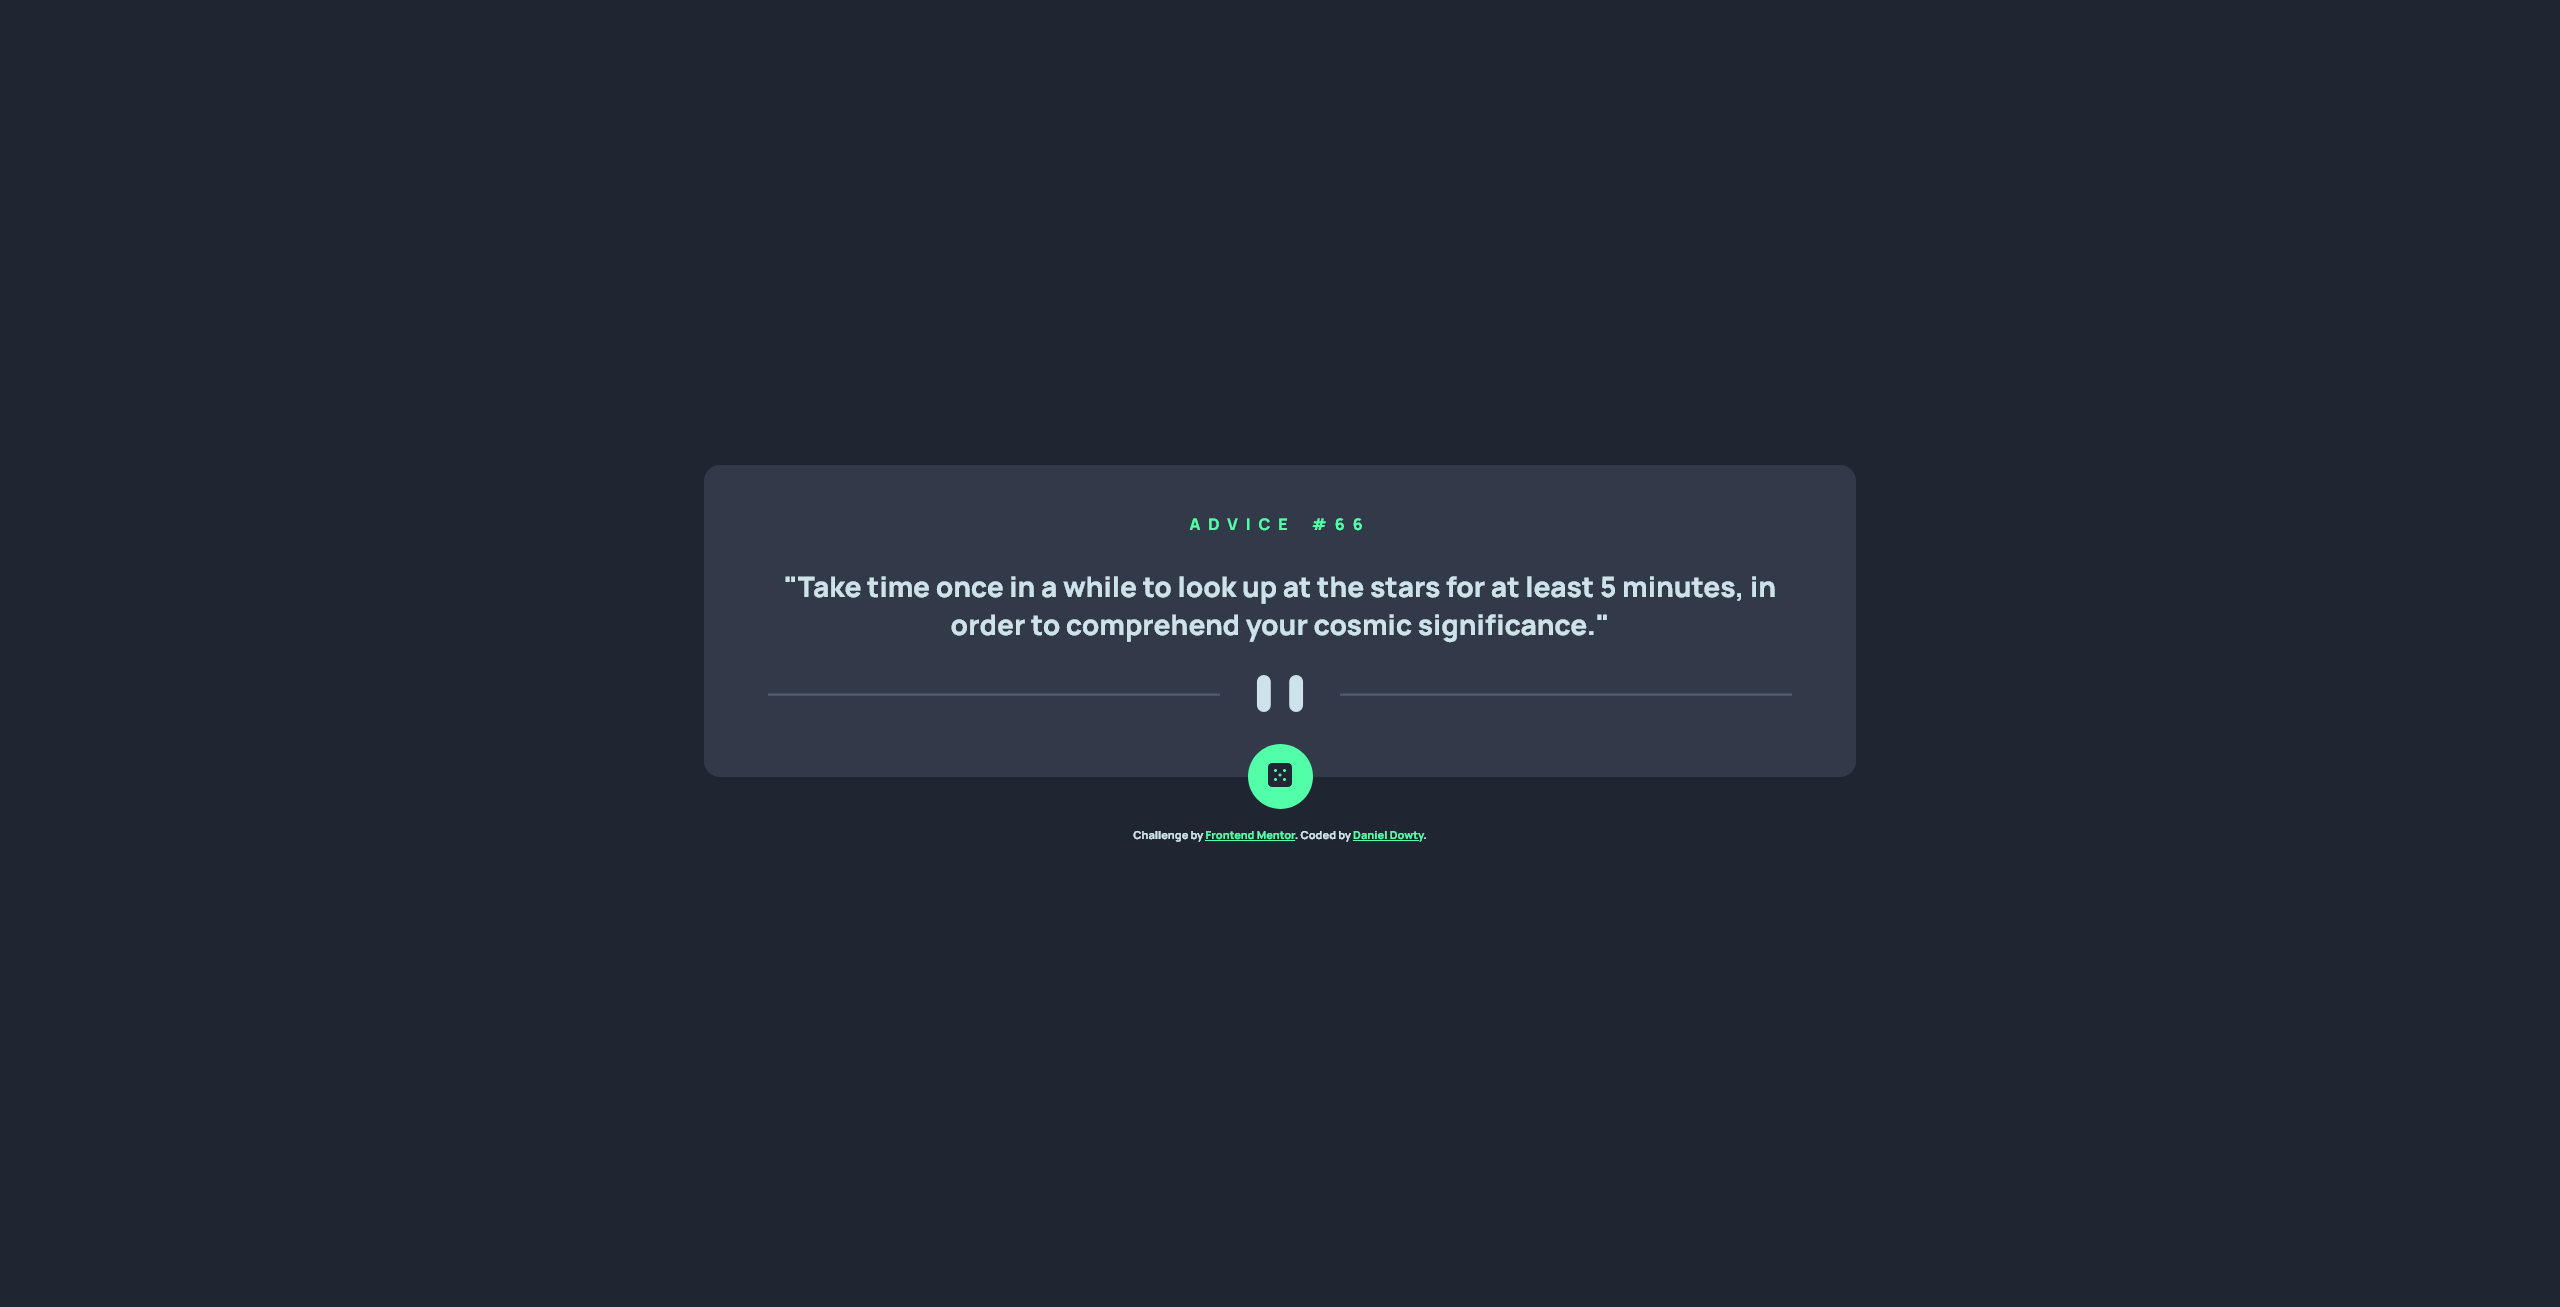 ADVICE #66
"Take time once in a while to look up at the stars for at least 5 minutes, in
order to comprehend your cosmic significance."
Challenge by Frontend Mentor. Coded by Daniel Dowty.